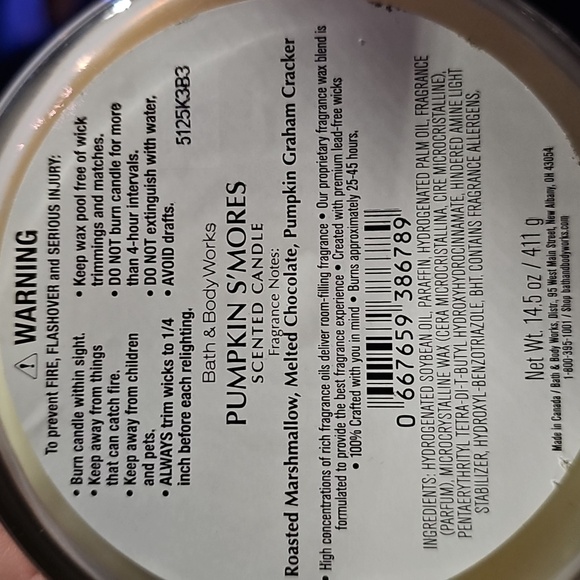 ⚠ WARNING
To prevent FIRE, FLASHOVER and SERIOUS INJURY:
• Burn candle within sight.
• Keep away from things
that can catch fire.
• Keep away from children
and pets.
• ALWAYS trim wicks to 1/4
inch before each relighting.
• Keep wax pool free of wick
trimmings and matches.
• DO NOT burn candle for more
than 4-hour intervals.
• DO NOT extinguish with water,
• AVOID drafts.
5125K3B3
Bath & Body Works
PUMPKIN S'MORES
SCENTED CANDLE
Fragrance Notes:
Roasted Marshmallow, Melted Chocolate, Pumpkin Graham Cracker
• High concentrations of rich fragrance oils deliver room-filling fragrance • Our proprietary fragrance wax blend is
formulated to provide the best fragrance experience • Created with premium lead-free wicks
• 100% Crafted with you in mind • Burns approximately 25-45 hours,
0 667659 386789
INGREDIENTS: HYDROGENATED SOYBEAN OIL, PARAFFIN, HYDROGENATED PALM OIL, FRAGRANCE
(PARFUM), MICROCRYSTALLINE WAX (CERA MICROCRISTALLINA, CIRE MICROCRISTALLINE),
PENTAERYTHRITYL TETRA-DI-T-BUTYL HYDROXYHYDROCINNAMATE, HINDERED AMINE LIGHT
STABILIZER, HYDROXYL-BENZOTRIAZOLE, BHT. CONTAINS FRAGRANCE ALLERGENS.
Net Wt. 14.5 oz / 411 g
Made in Canada / Bath & Body Works, Distr., 95 West Main Street, New Albany, OH 43054
1-800-395-1001 / Shop bathandbodyworks.com